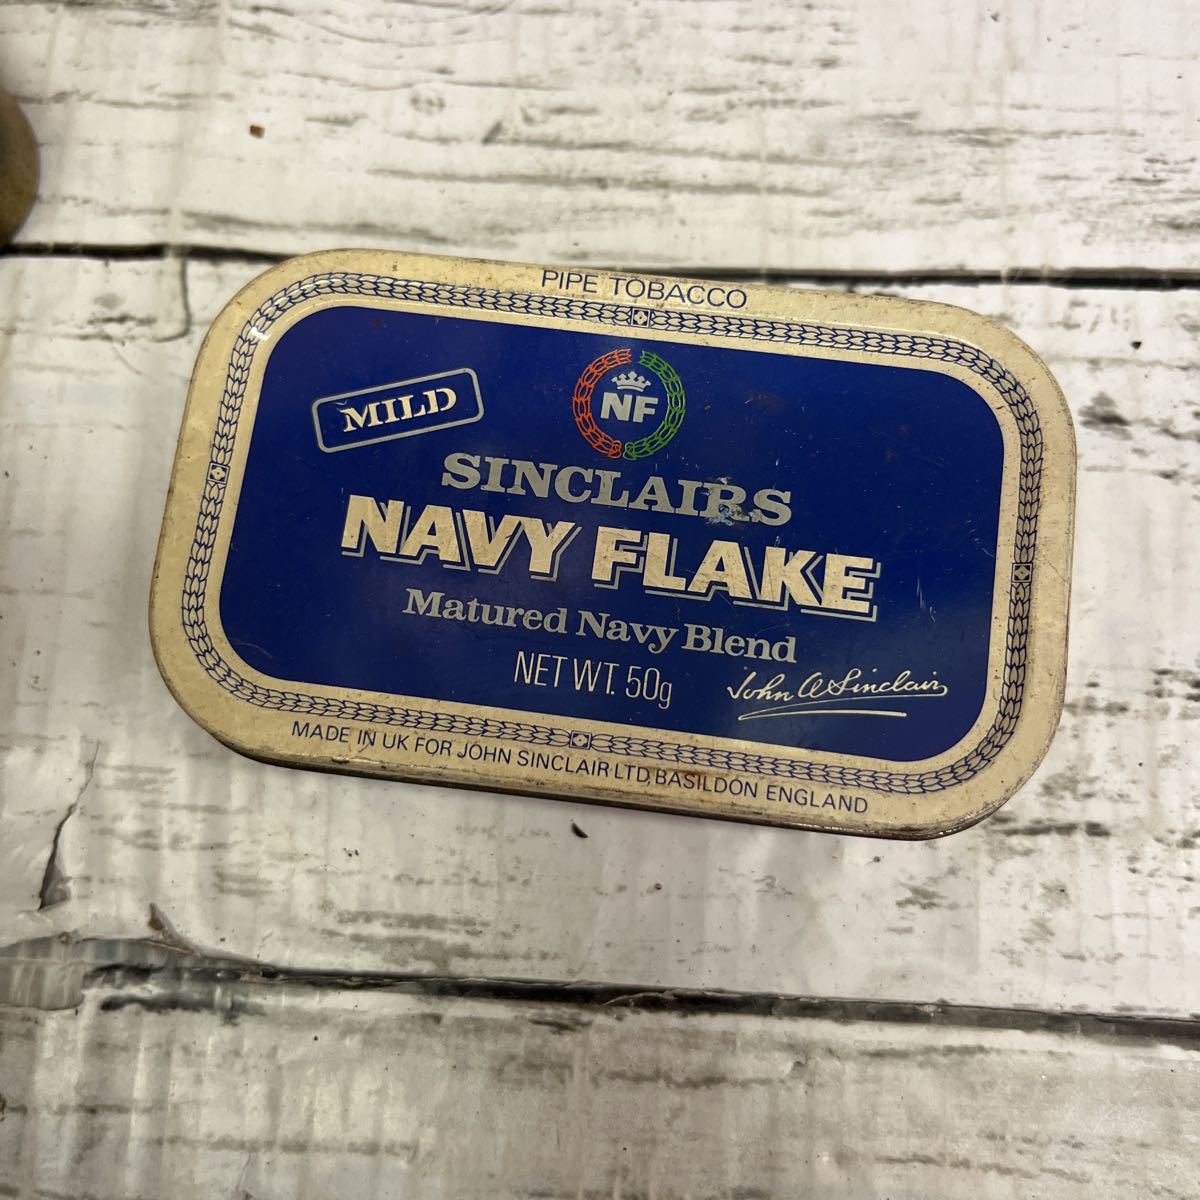 PIPE TOBACCO
MILD
NF
SINCLAIRS
NAVY FLAKE
Matured Navy Blend
NET WT. 50g
John A Sinclair
MADE IN UK FOR JOHN SINCLAIR LTD, BASILDON ENGLAND